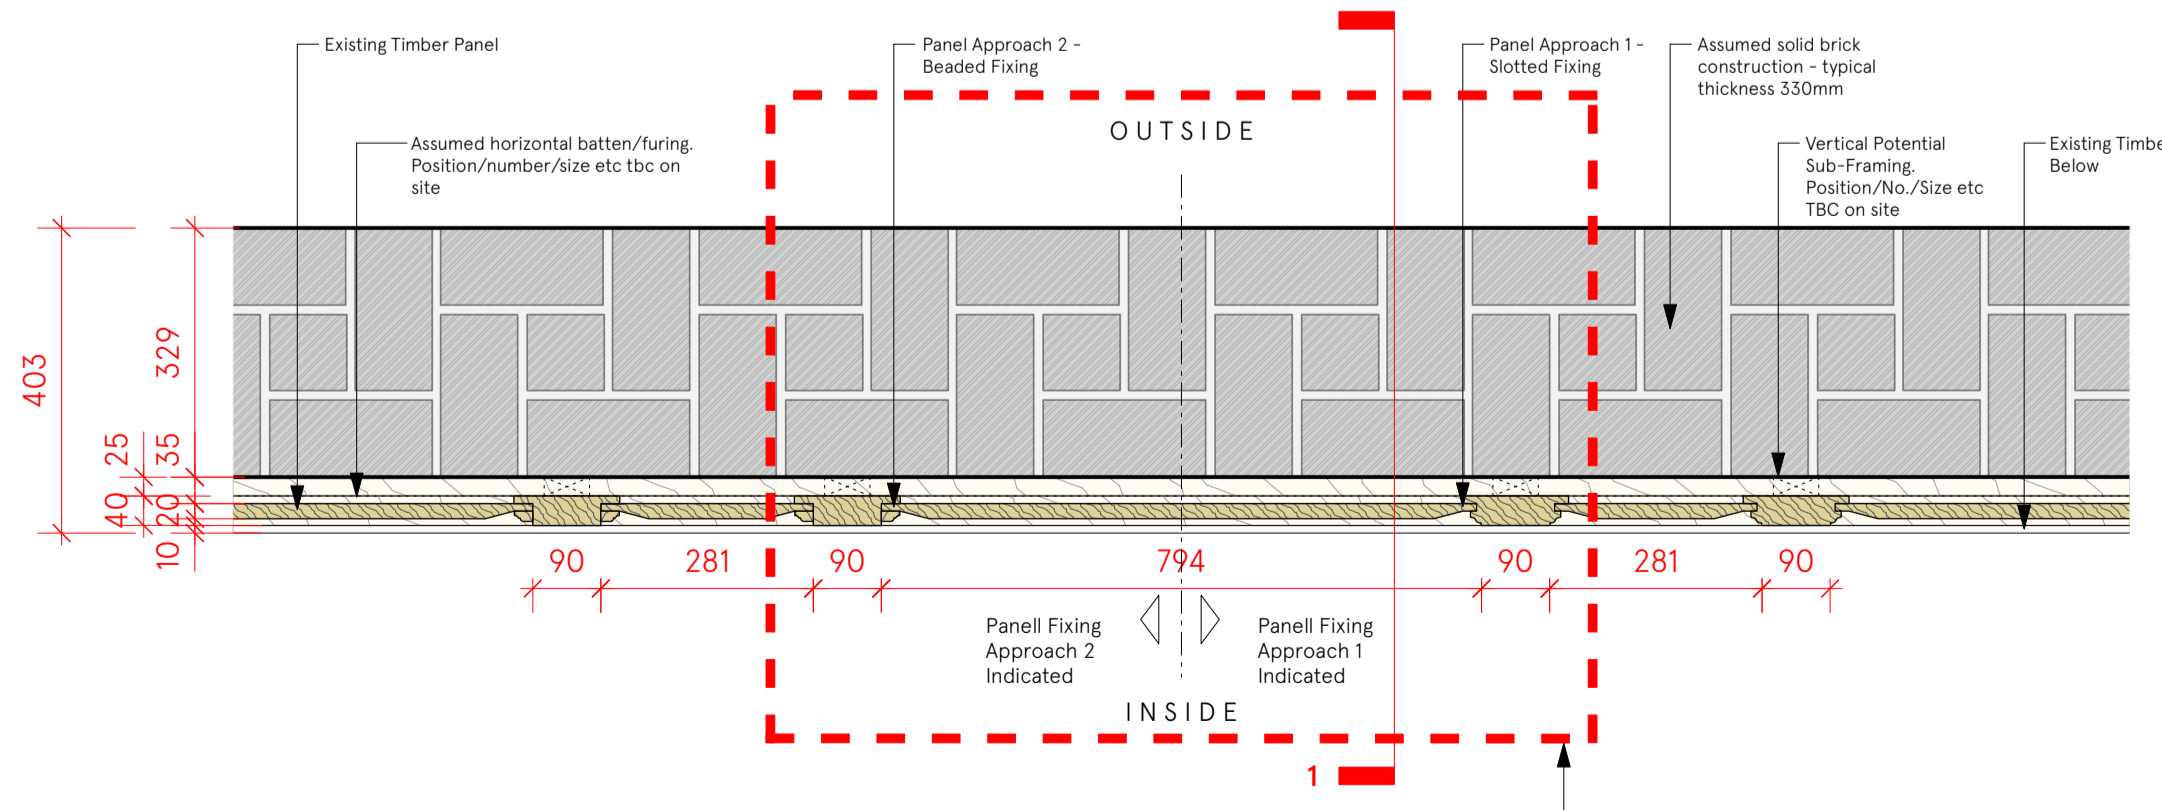 Existing Timber Panel
Panel Approach 2 -
Beaded Fixing
Panel Approach 1 -
Slotted Fixing
Assumed solid brick
construction - typical
thickness 330mm
OUTSIDE
Assumed horizontal batten/furing.
Position/number/size etc tbc on
site
Vertical Potential
Sub-Framing.
Position/No./Size etc
TBC on site
Existing Timbe
Below
403
329
25
35
40
20
10
90
281
90
794
90
281
90
Panell Fixing
Approach 2
Indicated
Panell Fixing
Approach 1
Indicated
INSIDE
1